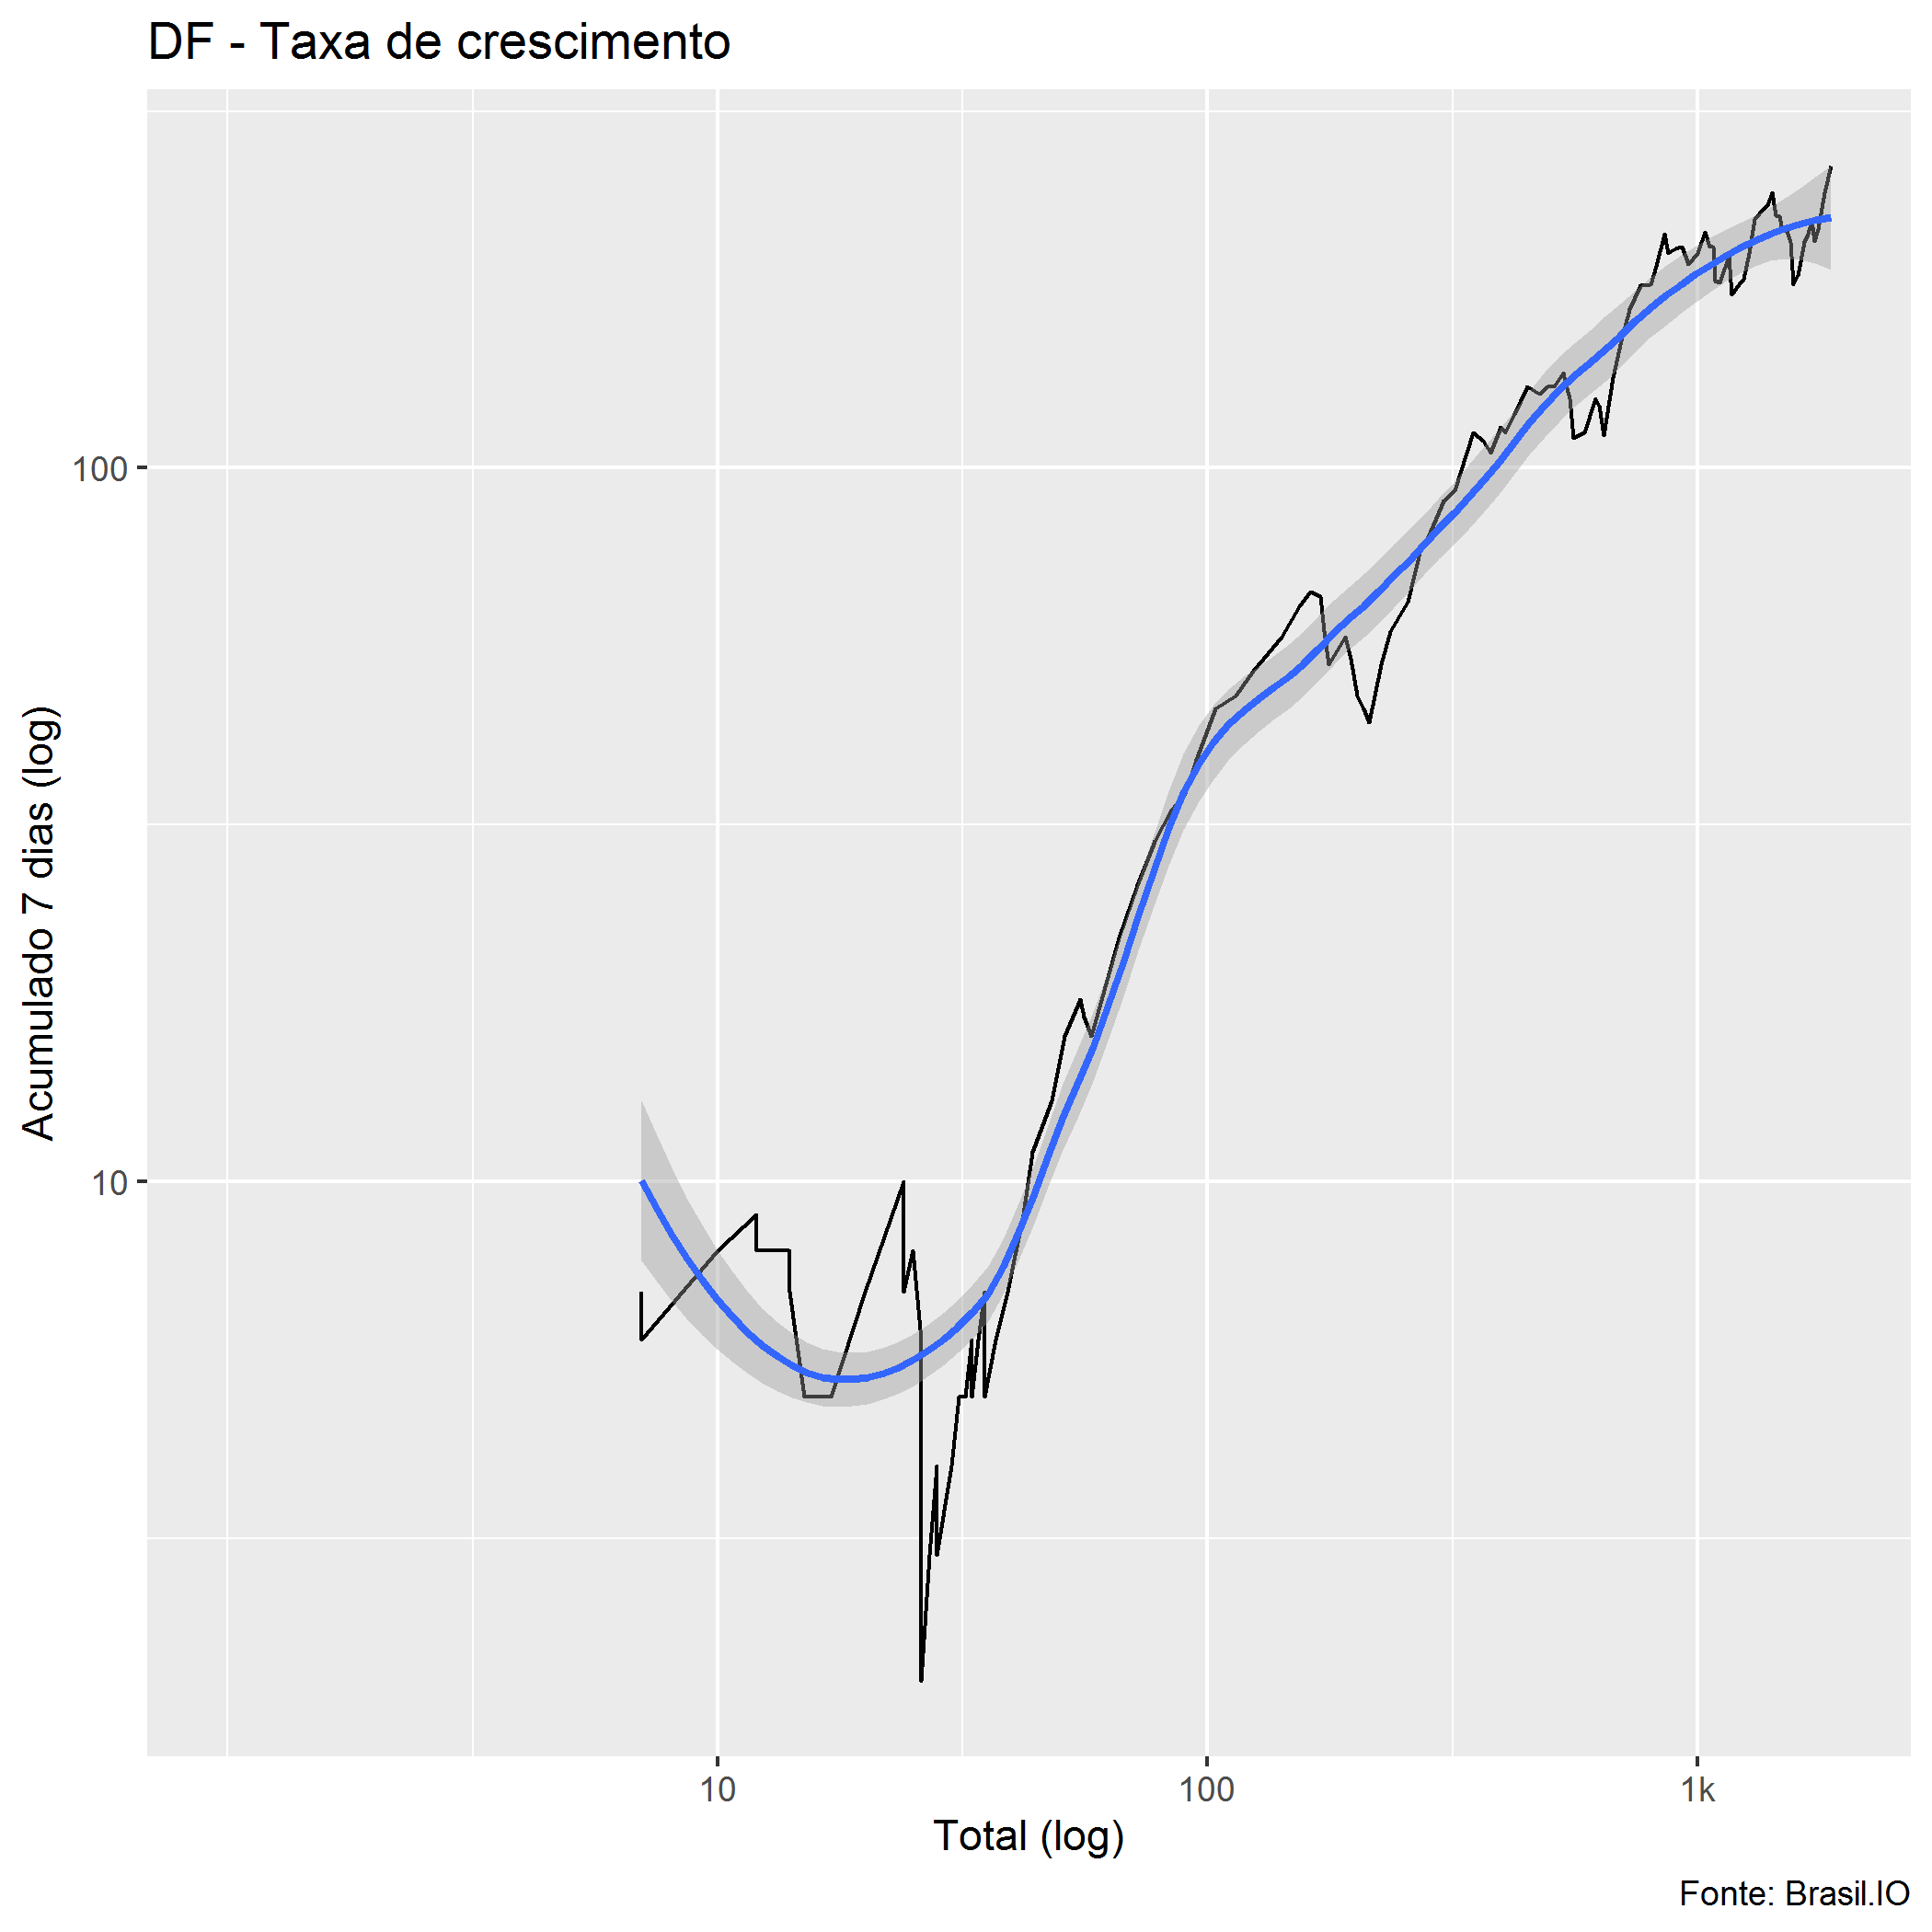 DF - Taxa de crescimento
Acumulado 7 dias (log)
100
10
10
100
1k
Total (log)
Fonte: Brasil.IO